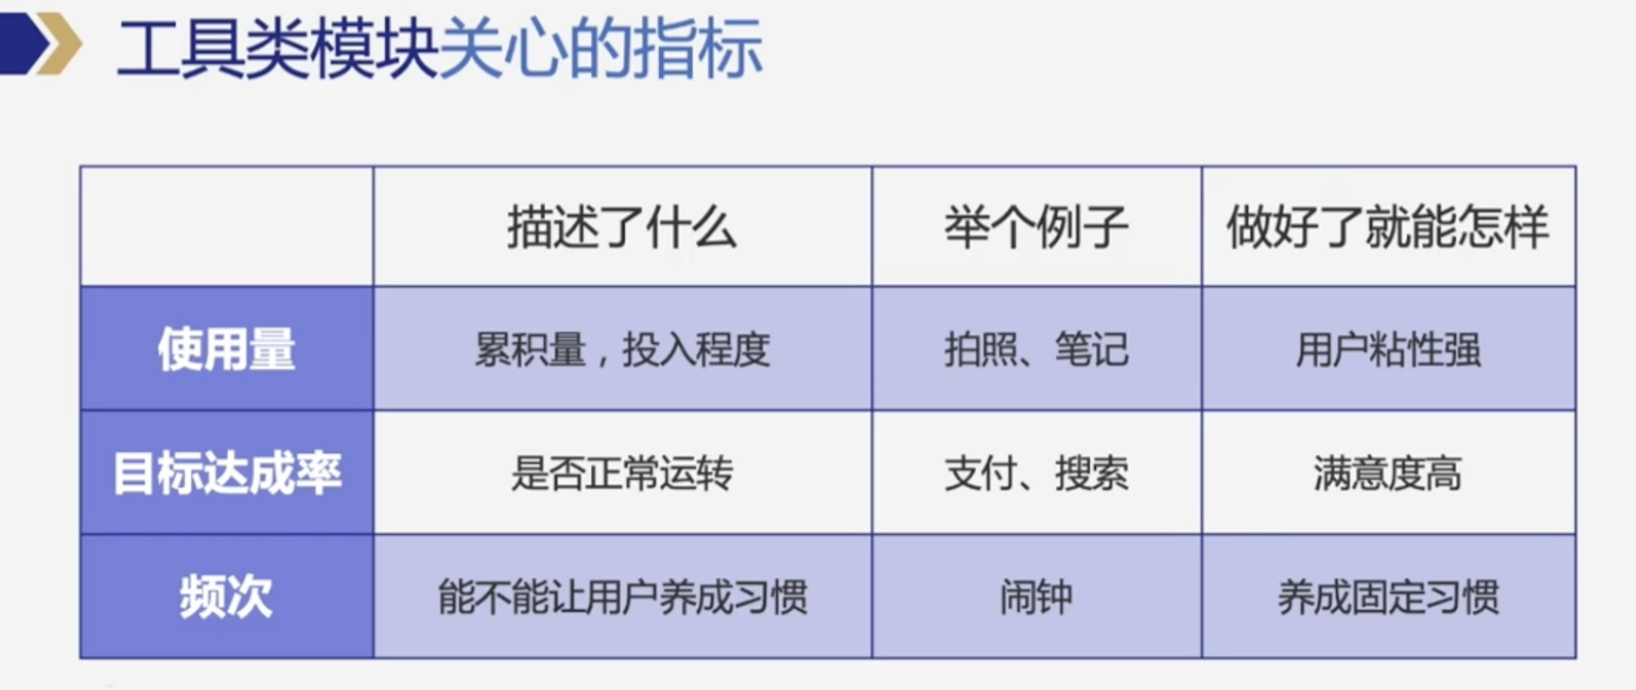 工具类模块关心的指标
描述了什么 举个例子 做好了就能怎样
使用量 累积量，投入程度 拍照、笔记 用户粘性强
目标达成率 是否正常运转 支付、搜索 满意度高
频次 能不能让用户养成习惯 闹钟 养成固定习惯